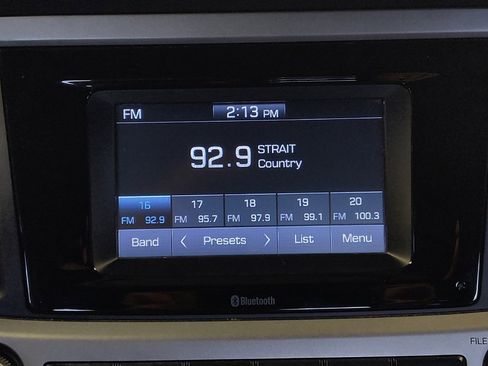 FM 2:13 PM
92.9 STRAIT
Country
16 17 18 19 20
FM 92.9 FM 95.7 FM 97.9 FM 99.1 FM 100.3
Band < Presets > List Menu
Bluetooth
FILE